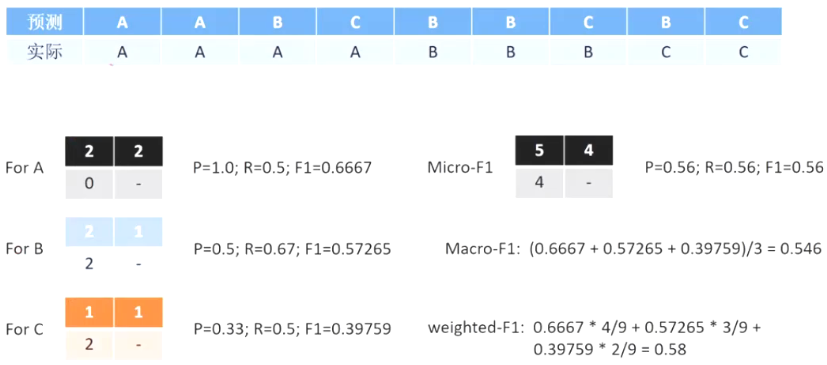 预测 A A B C B B C B C
实际 A A A A B B B C C
For A
2 2
0 -
P=1.0; R=0.5; F1=0.6667
Micro-F1
5 4
4 -
P=0.56; R=0.56; F1=0.56
For B
2 1
2 -
P=0.5; R=0.67; F1=0.57265
Macro-F1: (0.6667 + 0.57265 + 0.39759)/3 = 0.546
For C
1 1
2 -
P=0.33; R=0.5; F1=0.39759
weighted-F1: 0.6667 * 4/9 + 0.57265 * 3/9 +
0.39759 * 2/9 = 0.58